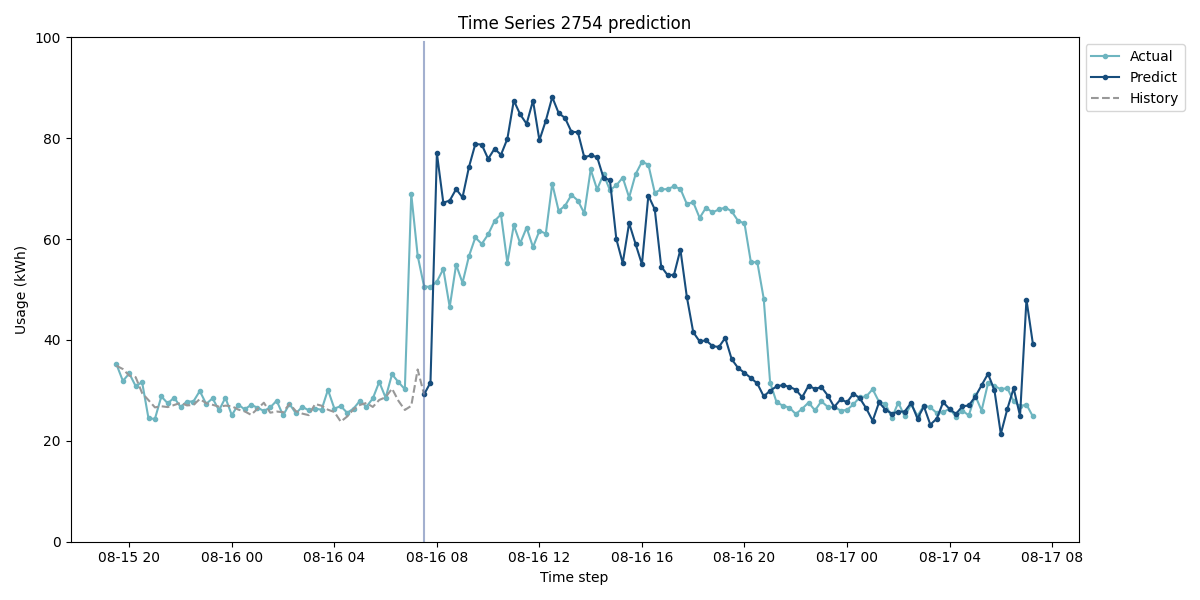 Time Series 2754 prediction
100
80
60
40
20
0
Usage (kWh)
08-15 20
08-16 00
08-16 04
08-16 08
08-16 12
08-16 16
08-16 20
08-17 00
08-17 04
08-17 08
Time step
Actual
Predict
History